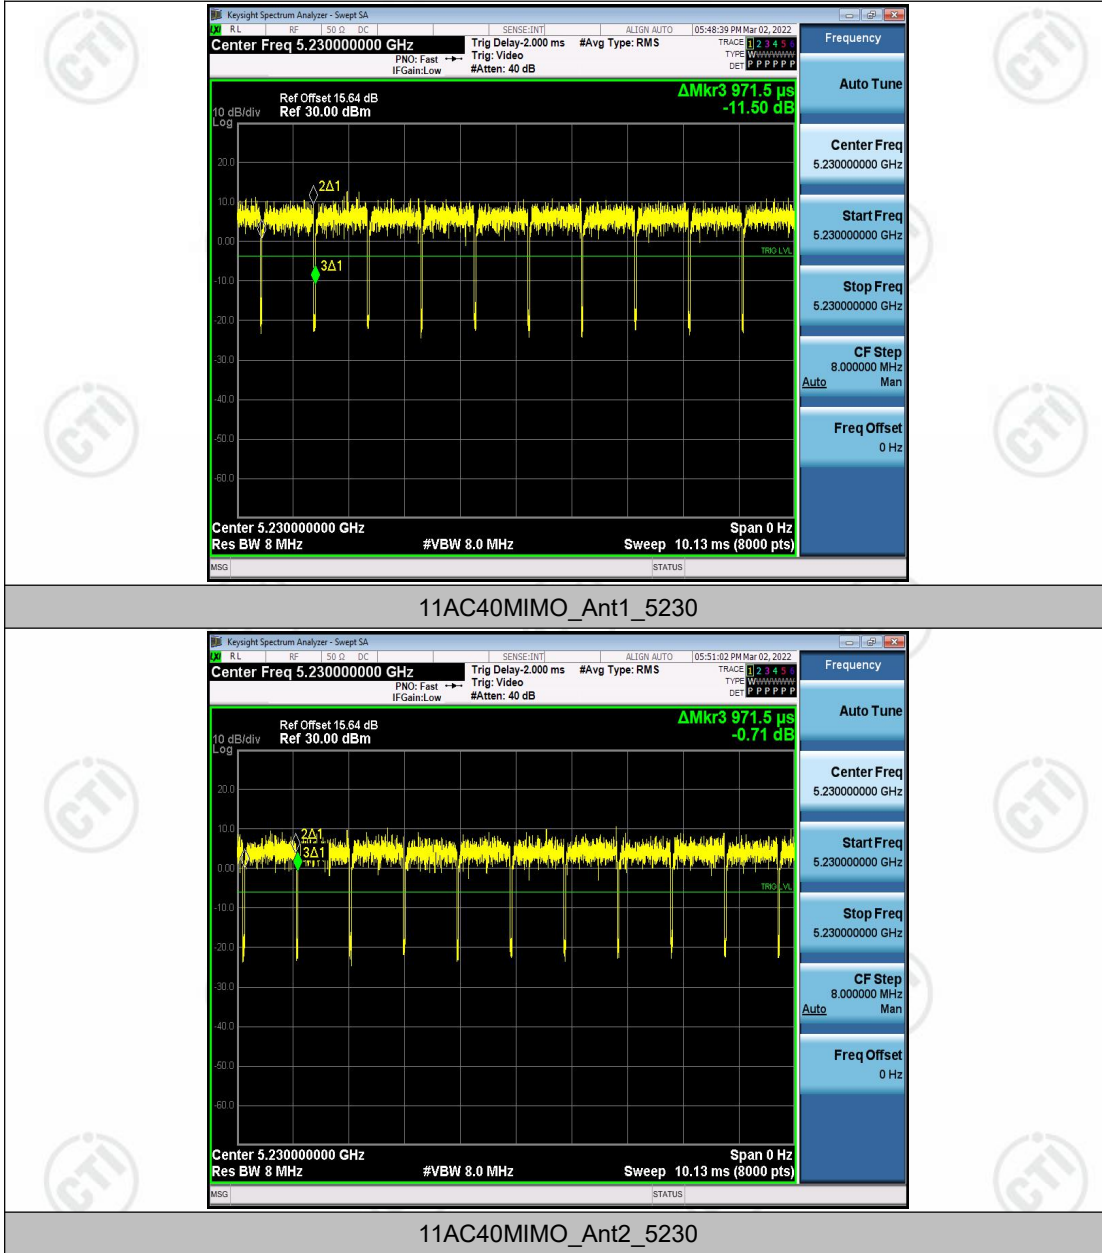 Keysight Spectrum Analyzer - Swept SA
RL RF 50 Ω DC SENSE:INT ALIGN AUTO 05:48:39 PM Mar 02, 2022
Center Freq 5.230000000 GHz
PNO: Fast
IFGain:Low
Trig Delay-2.000 ms
Trig: Video
#Atten: 40 dB
#Avg Type: RMS
TRACE 1 2 3 4 5 6
TYPE W
DET P P P P P P
Frequency
ΔMkr3 971.5 µs
-11.50 dB
Ref Offset 15.64 dB
10 dB/div Ref 30.00 dBm
Log
20.0
10.0
0.00
-10.0
-20.0
-30.0
-40.0
-50.0
-60.0
2Δ1
3Δ1
TRIG LVL
Auto Tune
Center Freq
5.230000000 GHz
Start Freq
5.230000000 GHz
Stop Freq
5.230000000 GHz
CF Step
8.000000 MHz
Auto Man
Freq Offset
0 Hz
Center 5.230000000 GHz Span 0 Hz
Res BW 8 MHz #VBW 8.0 MHz Sweep 10.13 ms (8000 pts)
MSG STATUS
11AC40MIMO_Ant1_5230
Keysight Spectrum Analyzer - Swept SA
RL RF 50 Ω DC SENSE:INT ALIGN AUTO 05:51:02 PM Mar 02, 2022
Center Freq 5.230000000 GHz
PNO: Fast
IFGain:Low
Trig Delay-2.000 ms
Trig: Video
#Atten: 40 dB
#Avg Type: RMS
TRACE 1 2 3 4 5 6
TYPE W
DET P P P P P P
Frequency
ΔMkr3 971.5 µs
-0.71 dB
Ref Offset 15.64 dB
10 dB/div Ref 30.00 dBm
Log
20.0
10.0
0.00
-10.0
-20.0
-30.0
-40.0
-50.0
-60.0
2Δ1
3Δ1
TRIG LVL
Auto Tune
Center Freq
5.230000000 GHz
Start Freq
5.230000000 GHz
Stop Freq
5.230000000 GHz
CF Step
8.000000 MHz
Auto Man
Freq Offset
0 Hz
Center 5.230000000 GHz Span 0 Hz
Res BW 8 MHz #VBW 8.0 MHz Sweep 10.13 ms (8000 pts)
MSG STATUS
11AC40MIMO_Ant2_5230
CTI
CTI
CTI
CTI
CTI
CTI
CTI
CTI